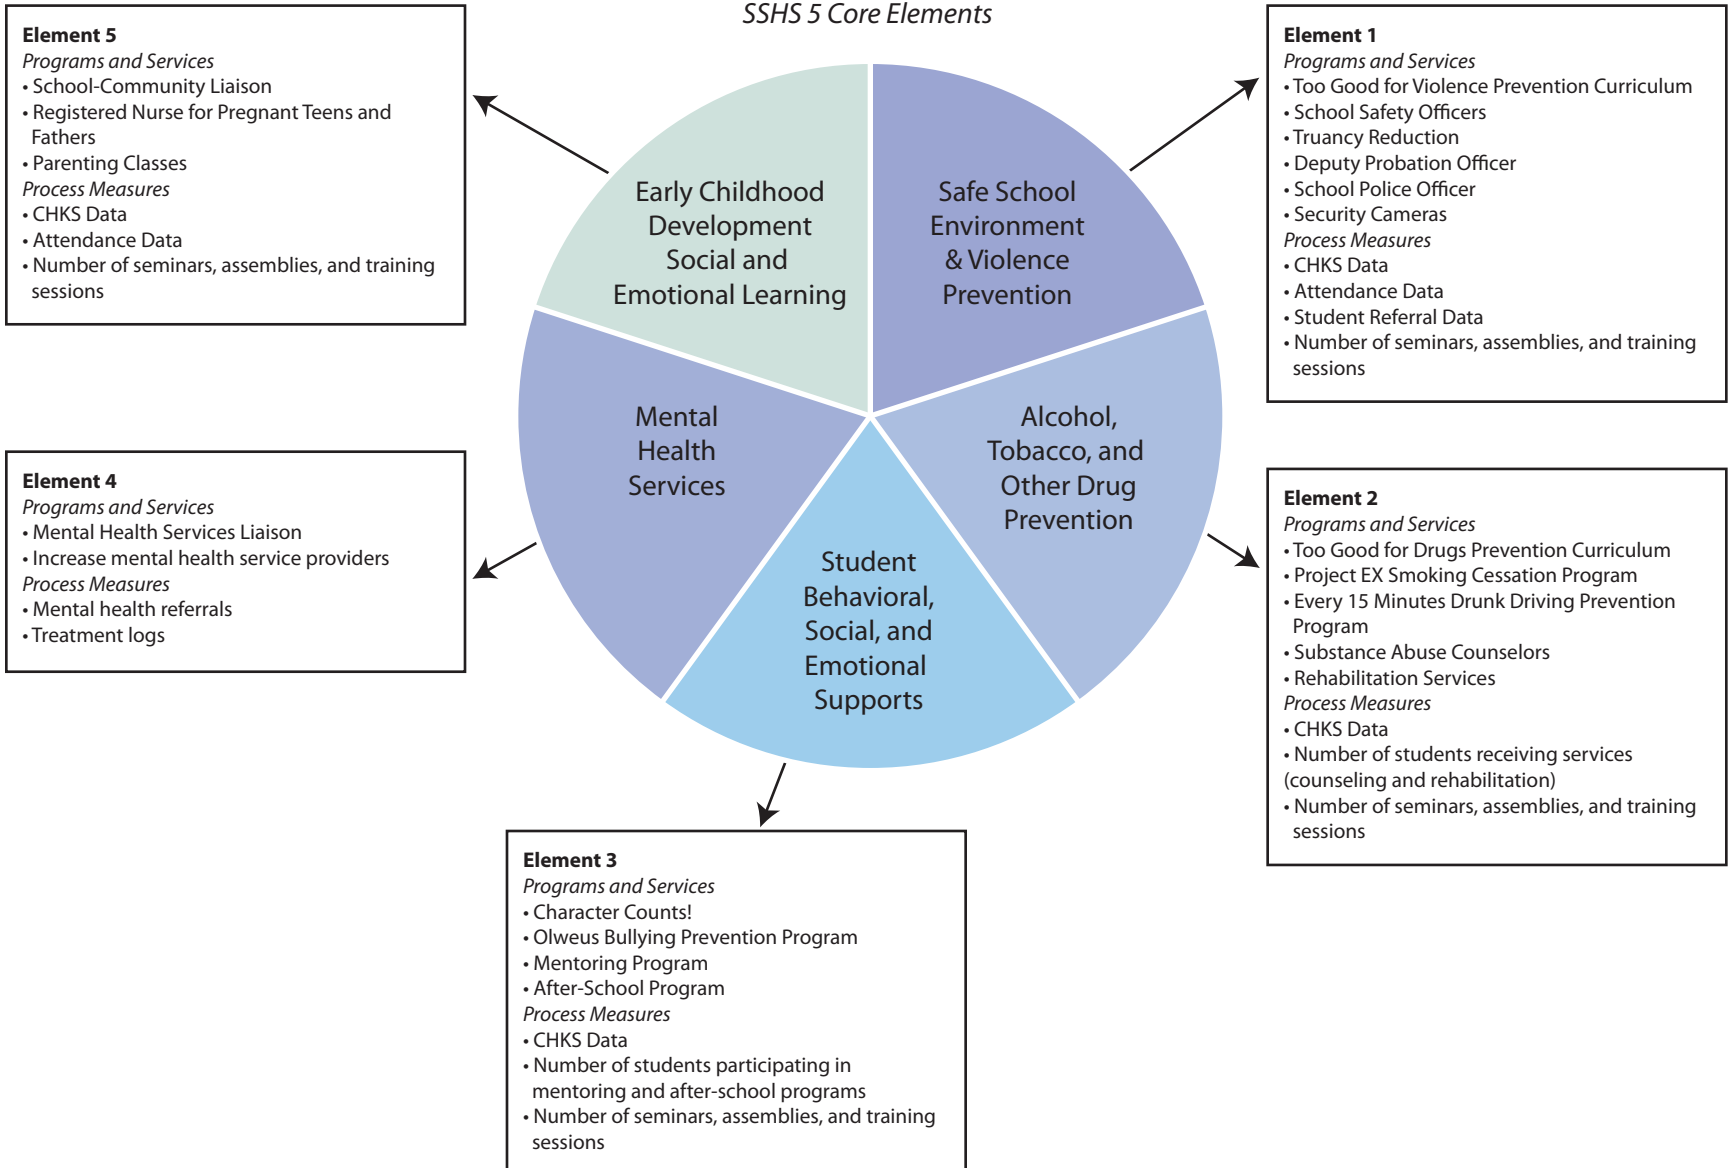 SSHS 5 Core Elements
Element 5
Programs and Services
• School-Community Liaison
• Registered Nurse for Pregnant Teens and
Fathers
• Parenting Classes
Process Measures
• CHKS Data
• Attendance Data
• Number of seminars, assemblies, and training
sessions
Element 1
Programs and Services
• Too Good for Violence Prevention Curriculum
• School Safety Officers
• Truancy Reduction
• Deputy Probation Officer
• School Police Officer
• Security Cameras
Process Measures
• CHKS Data
• Attendance Data
• Student Referral Data
• Number of seminars, assemblies, and training
sessions
Early Childhood
Development
Social and
Emotional Learning
Safe School
Environment
& Violence
Prevention
Mental
Health
Services
Alcohol,
Tobacco, and
Other Drug
Prevention
Student
Behavioral,
Social, and
Emotional
Supports
Element 4
Programs and Services
• Mental Health Services Liaison
• Increase mental health service providers
Process Measures
• Mental health referrals
• Treatment logs
Element 2
Programs and Services
• Too Good for Drugs Prevention Curriculum
• Project EX Smoking Cessation Program
• Every 15 Minutes Drunk Driving Prevention
Program
• Substance Abuse Counselors
• Rehabilitation Services
Process Measures
• CHKS Data
• Number of students receiving services
(counseling and rehabilitation)
• Number of seminars, assemblies, and training
sessions
Element 3
Programs and Services
• Character Counts!
• Olweus Bullying Prevention Program
• Mentoring Program
• After-School Program
Process Measures
• CHKS Data
• Number of students participating in
mentoring and after-school programs
• Number of seminars, assemblies, and training
sessions